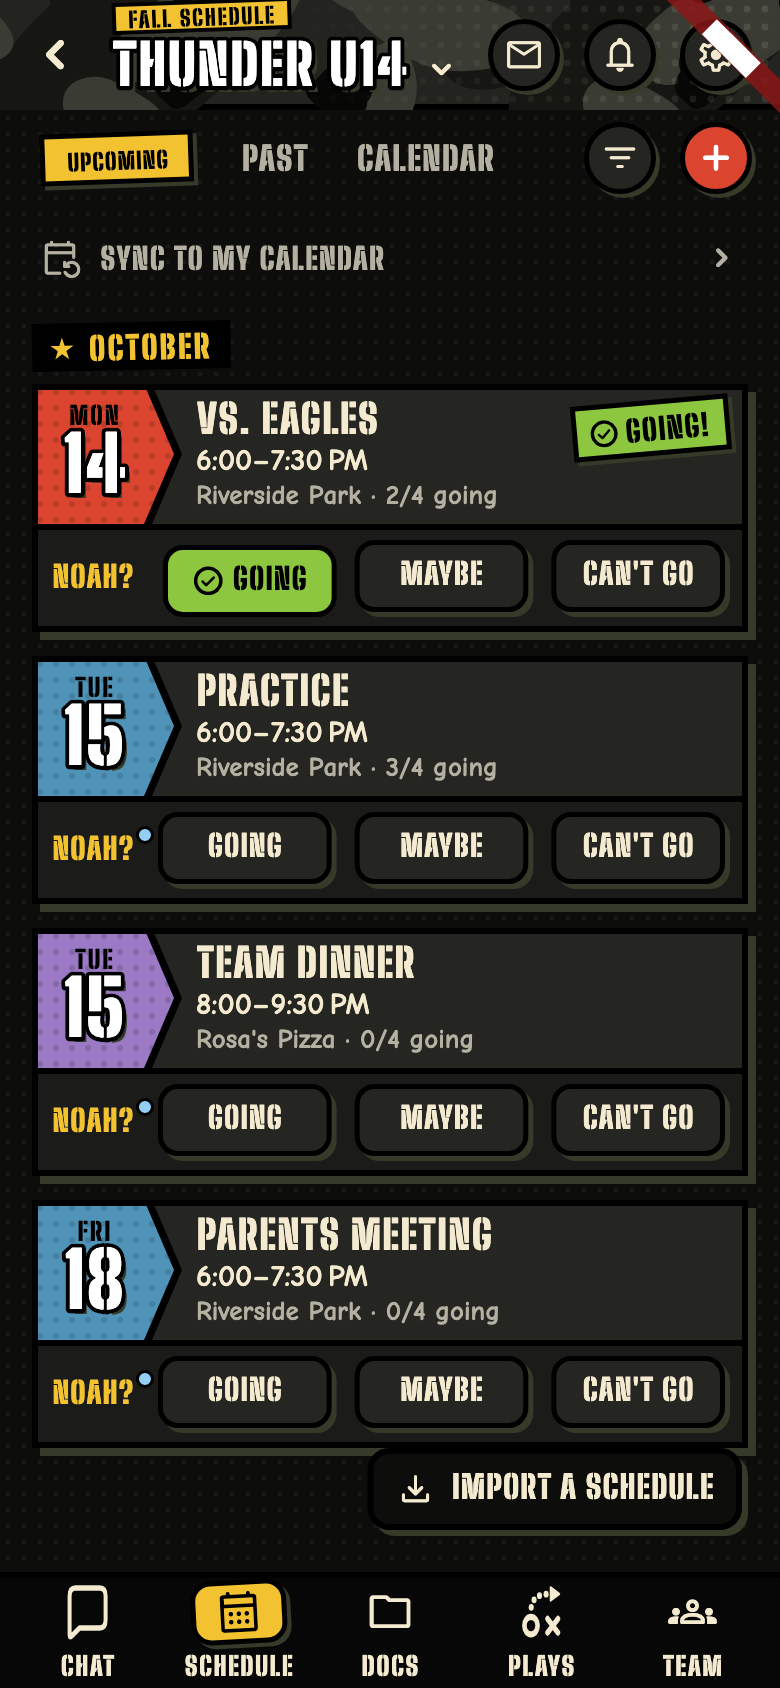 FALL SCHEDULE
THUNDER U14
UPCOMING PAST CALENDAR
SYNC TO MY CALENDAR
★ OCTOBER
MON
14
VS. EAGLES
6:00–7:30 PM
Riverside Park · 2/4 going
GOING!
NOAH? GOING MAYBE CAN'T GO
TUE
15
PRACTICE
6:00–7:30 PM
Riverside Park · 3/4 going
NOAH? GOING MAYBE CAN'T GO
TUE
15
TEAM DINNER
8:00–9:30 PM
Rosa's Pizza · 0/4 going
NOAH? GOING MAYBE CAN'T GO
FRI
18
PARENTS MEETING
6:00–7:30 PM
Riverside Park · 0/4 going
NOAH? GOING MAYBE CAN'T GO
IMPORT A SCHEDULE
CHAT SCHEDULE DOCS PLAYS TEAM